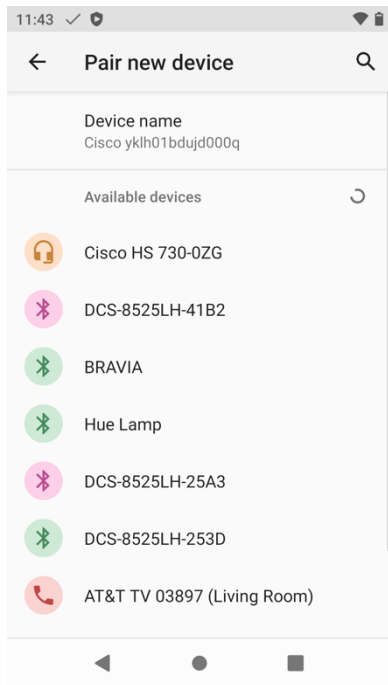 11:43
Pair new device
Device name
Cisco yklh01bdujd000q
Available devices
Cisco HS 730-0ZG
DCS-8525LH-41B2
BRAVIA
Hue Lamp
DCS-8525LH-25A3
DCS-8525LH-253D
AT&T TV 03897 (Living Room)